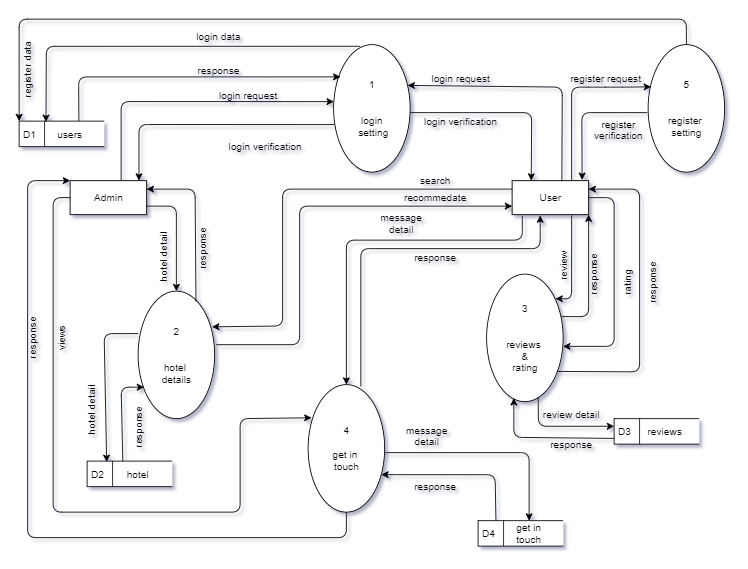 login data
register data
response
login request
register request
1
login
setting
5
register
setting
login request
login verification
register
verification
login verification
D1
users
Admin
User
search
recommedate
message
detail
response
hotel detail
response
review
response
rating
response
response
views
2
hotel
details
3
reviews
&
rating
hotel detail
response
4
get in
touch
message
detail
review detail
response
D3
reviews
D2
hotel
response
D4
get in
touch